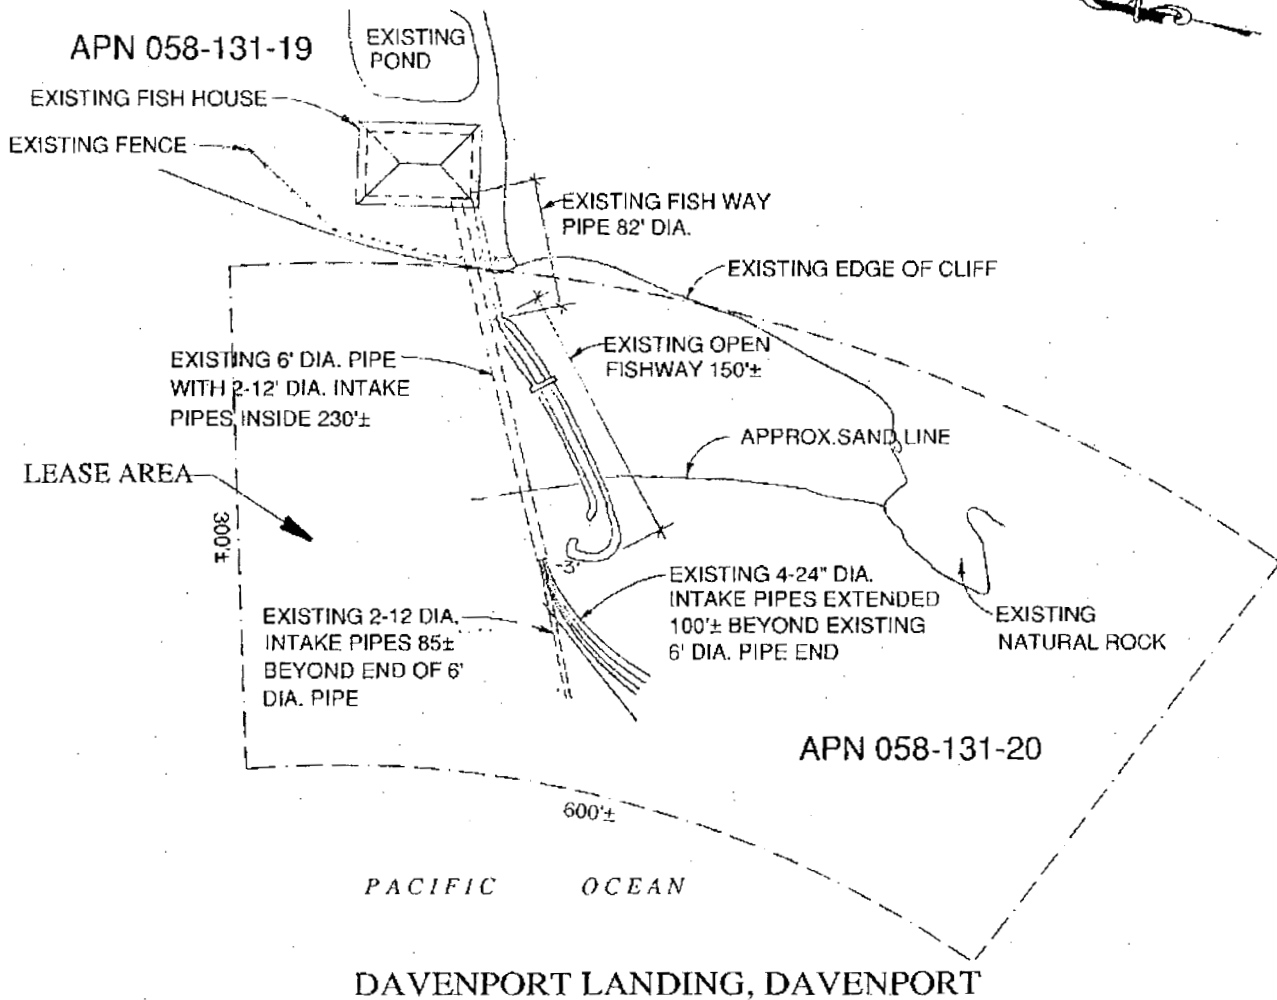 APN 058-131-19
EXISTING
POND
EXISTING FISH HOUSE
EXISTING FENCE
EXISTING FISH WAY
PIPE 82' DIA.
EXISTING EDGE OF CLIFF
EXISTING 6' DIA. PIPE
WITH 2-12' DIA. INTAKE
PIPES INSIDE 230'±
EXISTING OPEN
FISHWAY 150'±
APPROX.SAND LINE
LEASE AREA
300'±
-3'
EXISTING 2-12 DIA.
INTAKE PIPES 85±
BEYOND END OF 6'
DIA. PIPE
EXISTING 4-24" DIA.
INTAKE PIPES EXTENDED
100'± BEYOND EXISTING
6' DIA. PIPE END
EXISTING
NATURAL ROCK
APN 058-131-20
600'±
PACIFIC OCEAN
DAVENPORT LANDING, DAVENPORT